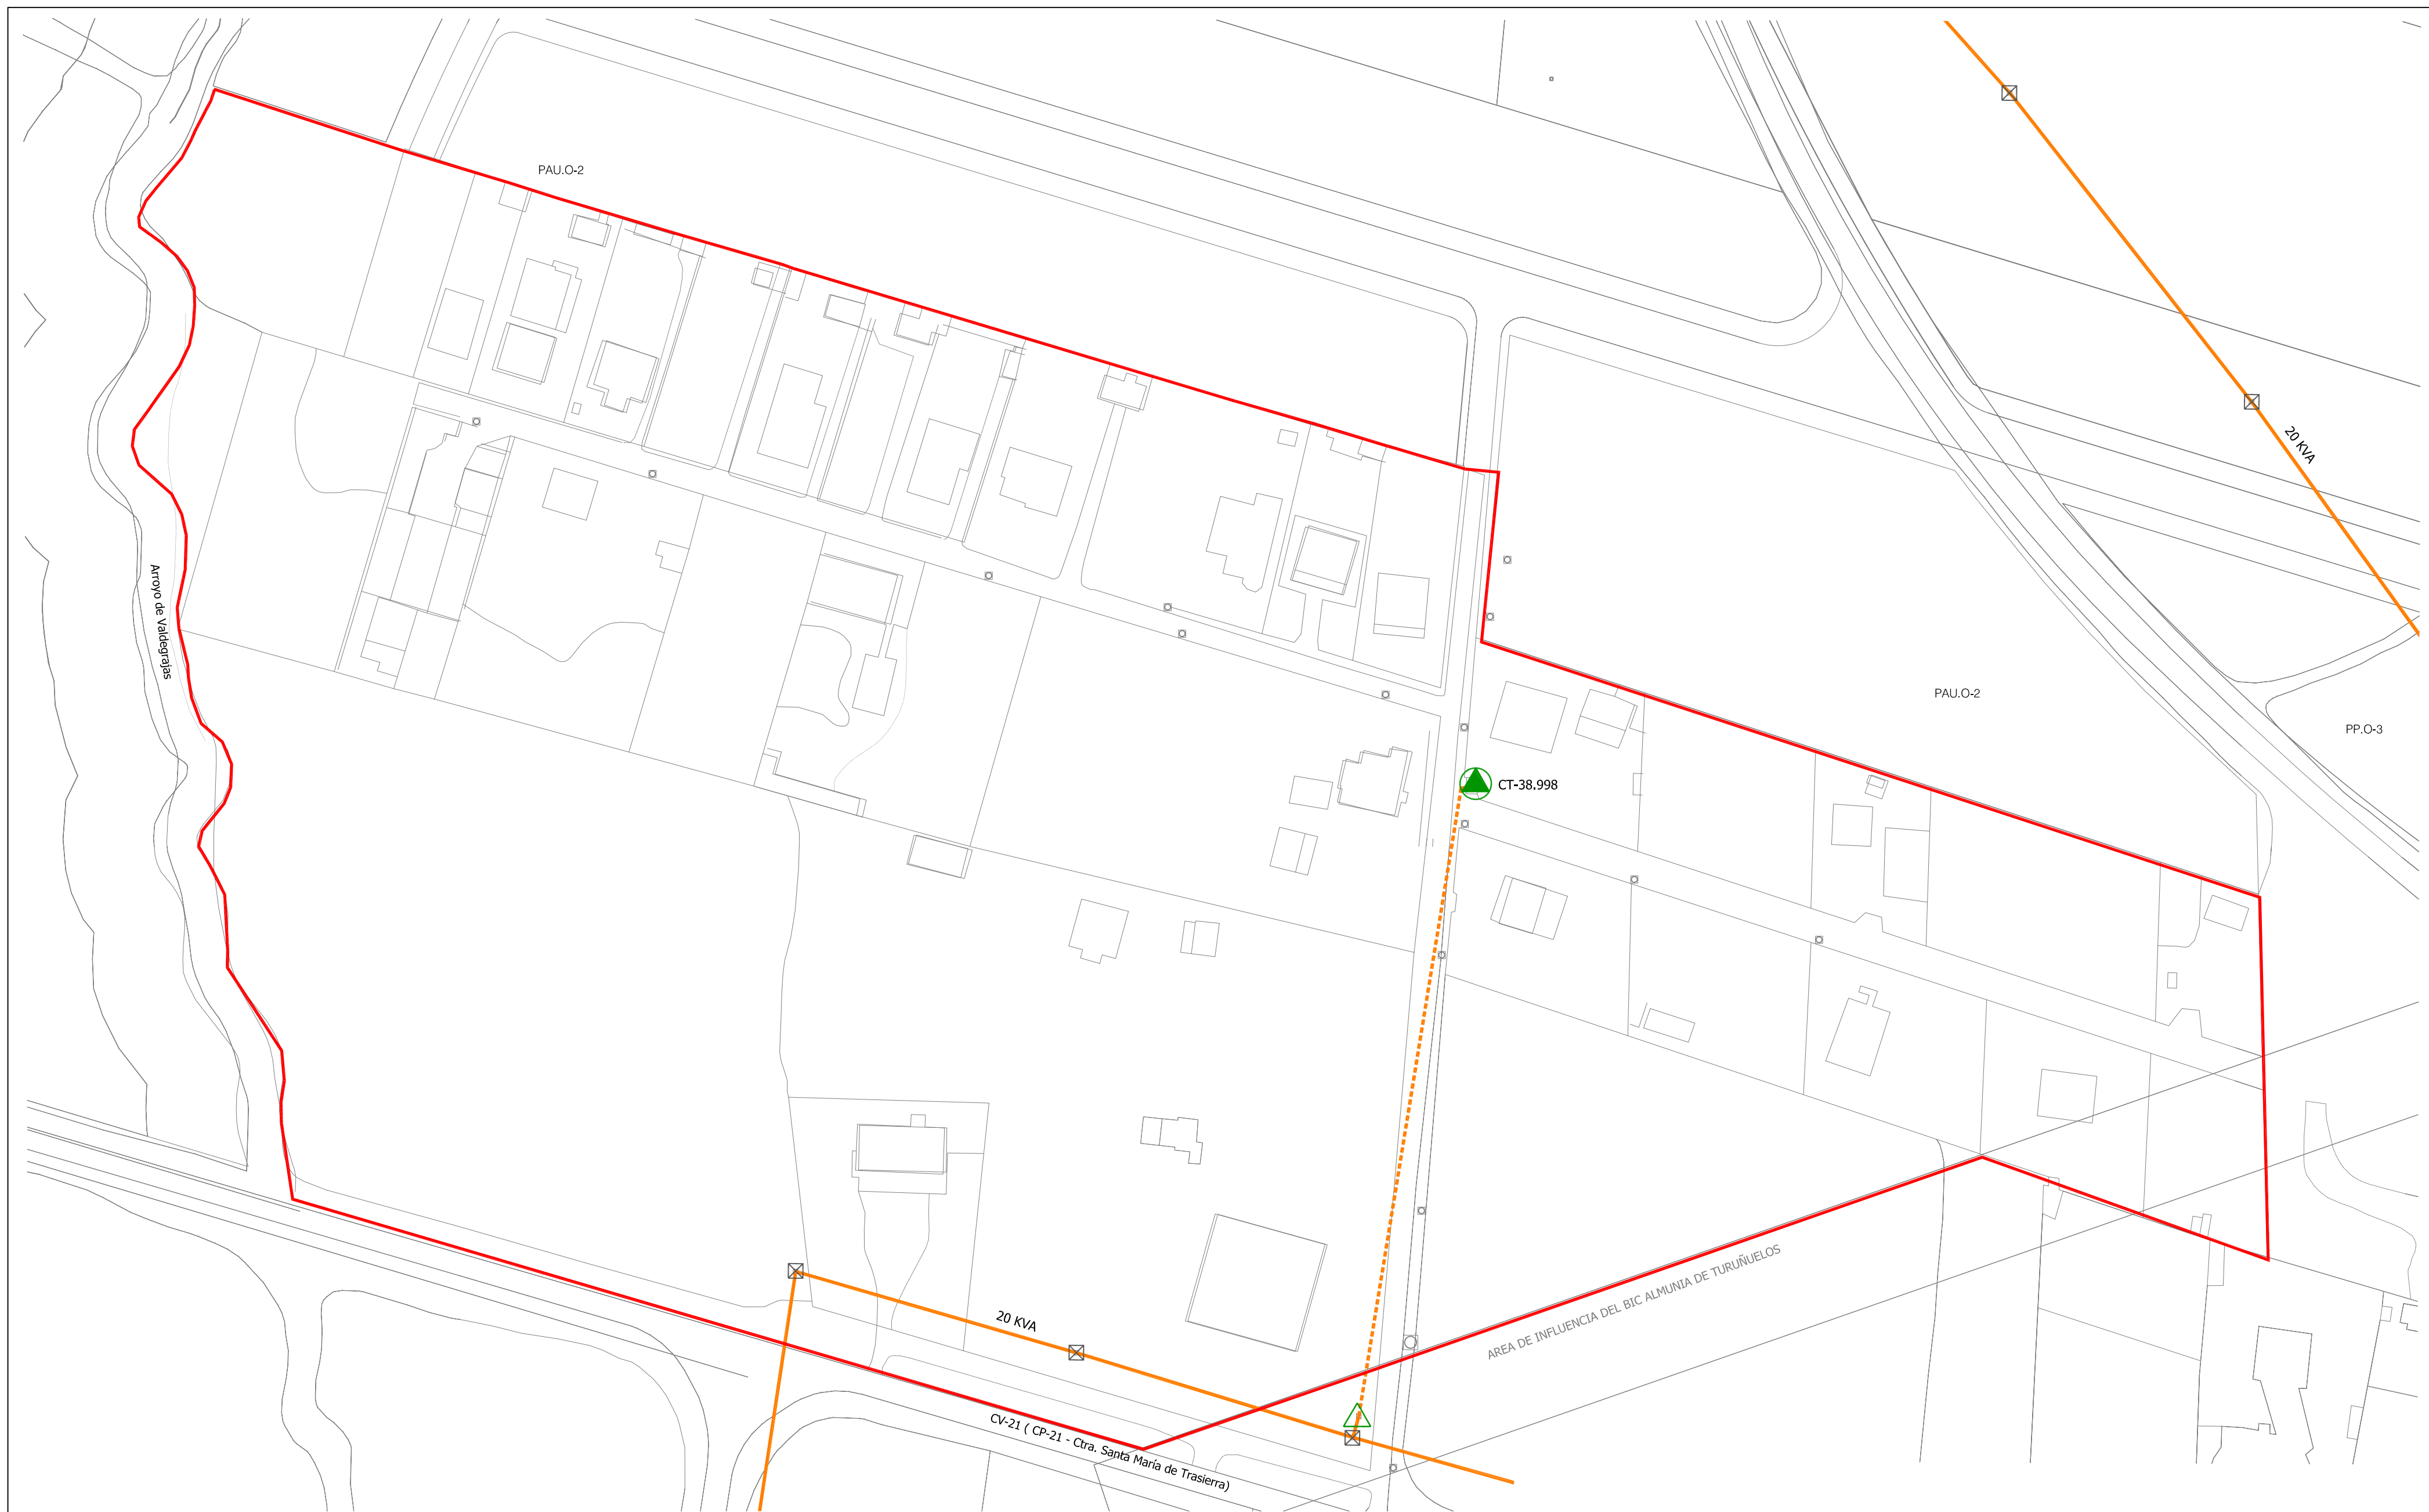 PAU.O-2
20 KVA
Arroyo de Valdegrajas
PAU.O-2
PP.O-3
CT-38.998
AREA DE INFLUENCIA DEL BIC ALMUNIA DE TURUÑUELOS
20 KVA
CV-21 ( CP-21 - Ctra. Santa María de Trasierra)